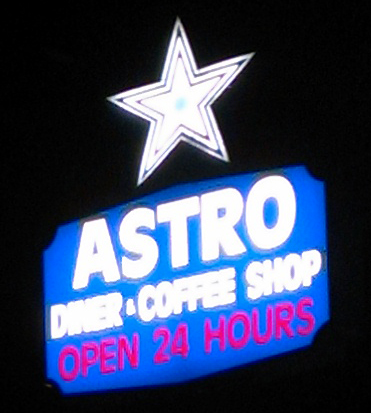 ASTRO
DINER & COFFEE SHOP
OPEN 24 HOURS